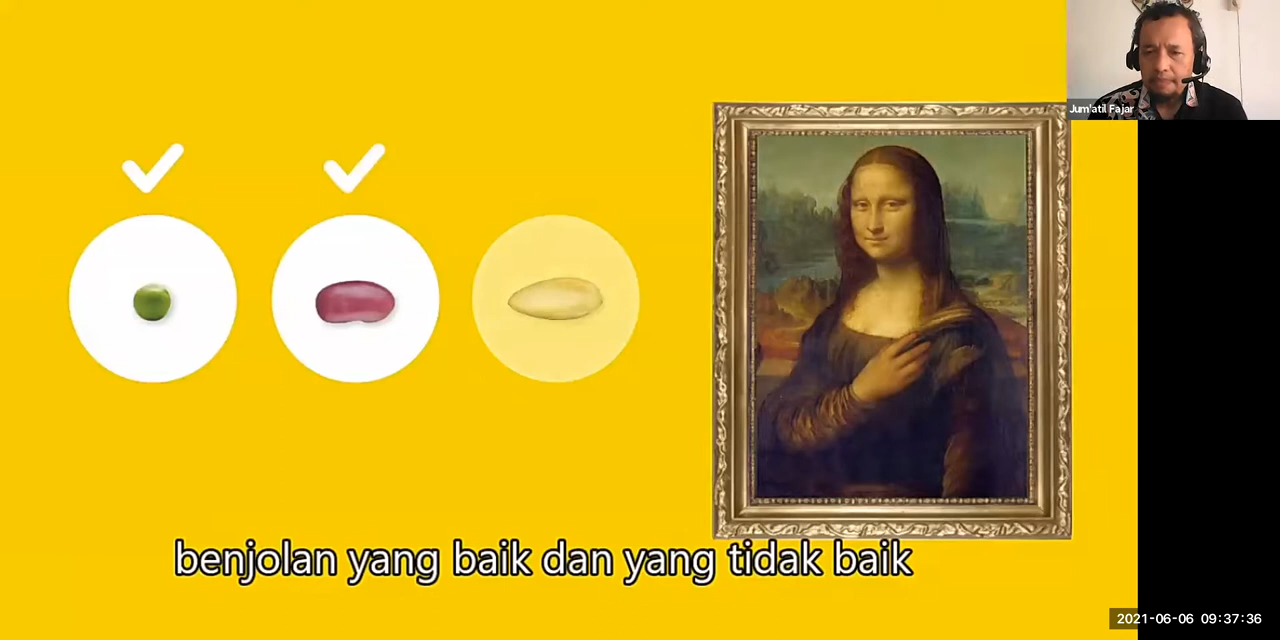 Jum'atil Fajar
benjolan yang baik dan yang tidak baik
2021-06-06 09:37:36